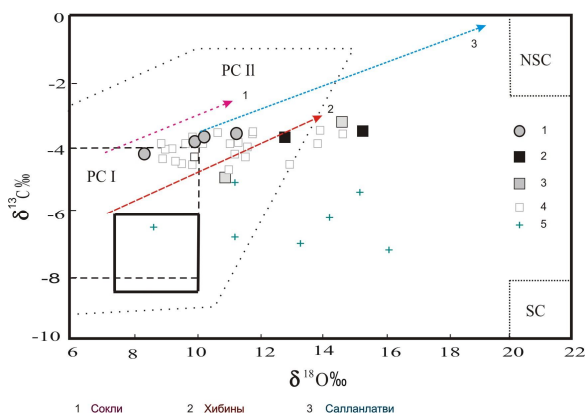 0
-2
-4
-6
-8
-10
δ¹³C‰
PC II
PC I
NSC
SC
3
1
2
1
2
3
4
5
6 8 10 12 14 16 18 20 22
δ¹⁸O‰
1 Сокли 2 Хибины 3 Салланлатви